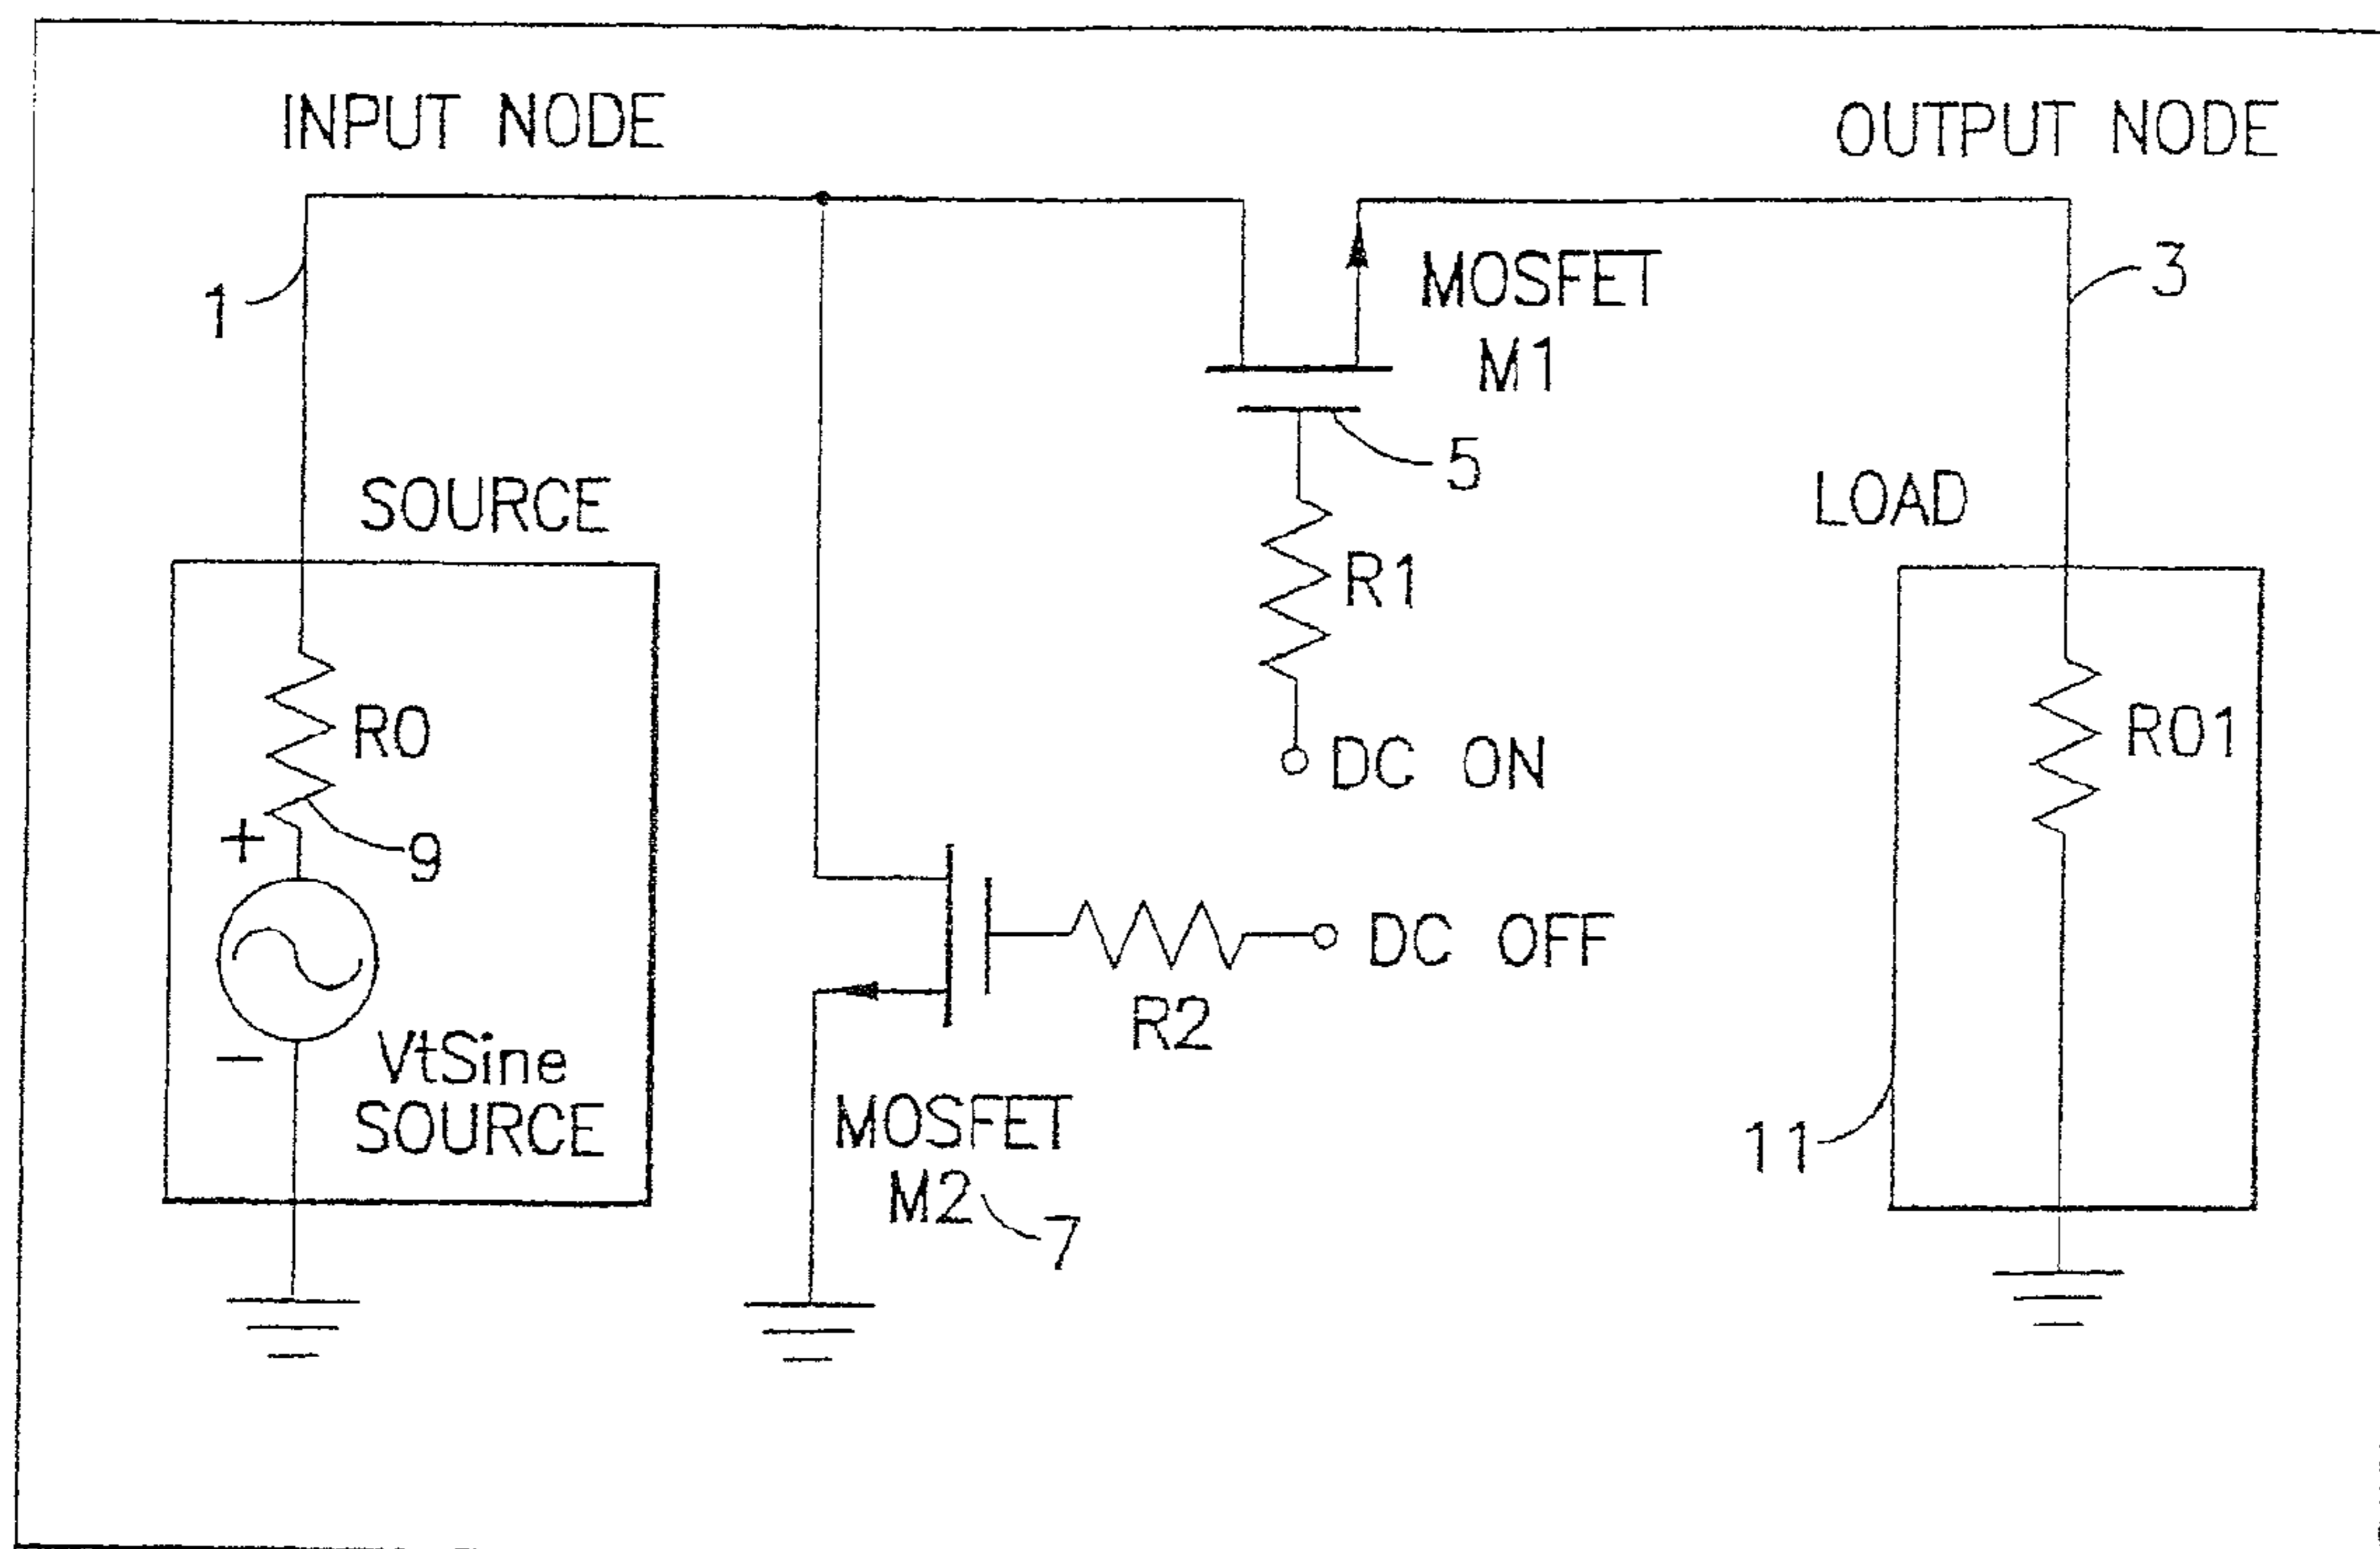 INPUT NODE
OUTPUT NODE
1
MOSFET
M1
3
5
SOURCE
LOAD
R1
R0
R01
DC ON
+
9
DC OFF
R2
−
VtSine
SOURCE
MOSFET
M2
7
11